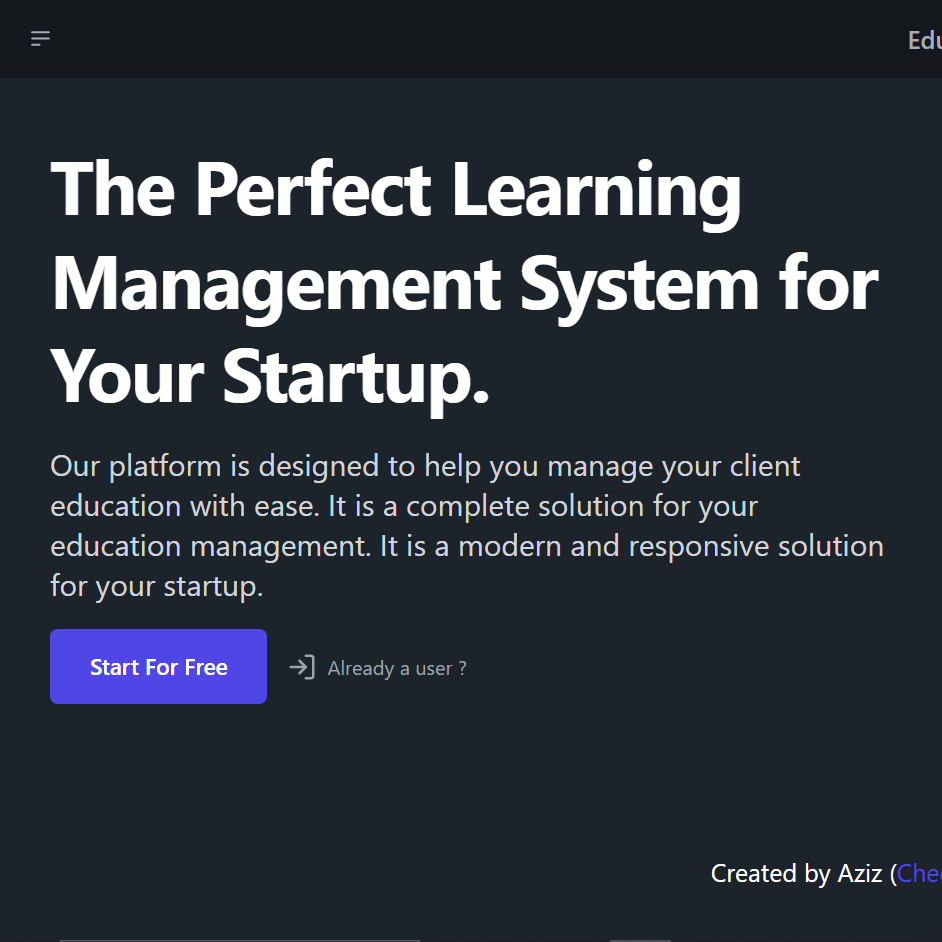 The Perfect Learning
Management System for
Your Startup.
Our platform is designed to help you manage your client
education with ease. It is a complete solution for your
education management. It is a modern and responsive solution
for your startup.
Start For Free
Already a user ?
Created by Aziz (